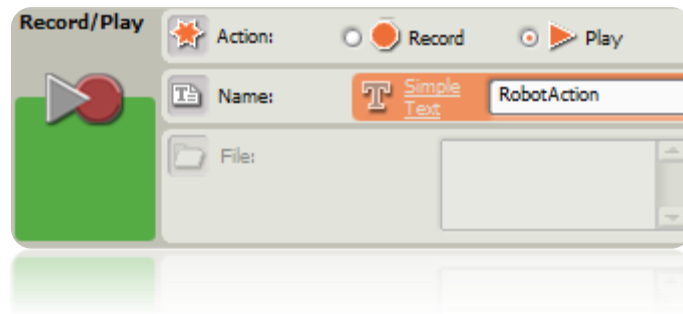 Record/Play
Action: Record Play
Name: Simple Text RobotAction
File: